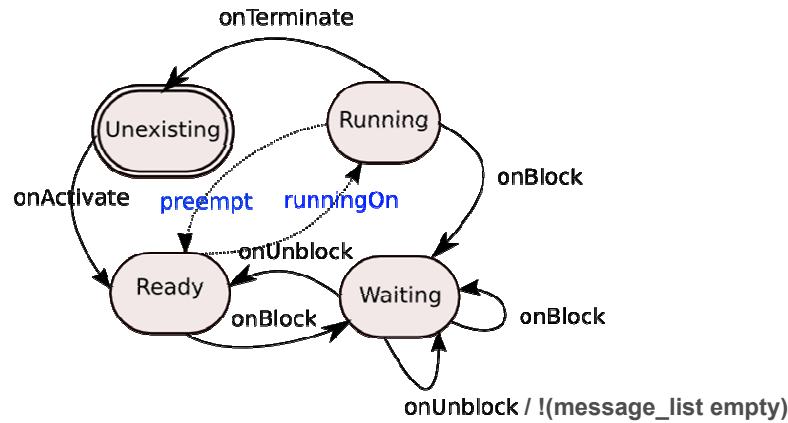 onTerminate
Unexisting
Running
onBlock
onActivate
preempt
runningOn
onUnblock
Ready
Waiting
onBlock
onBlock
onUnblock / !(message_list empty)